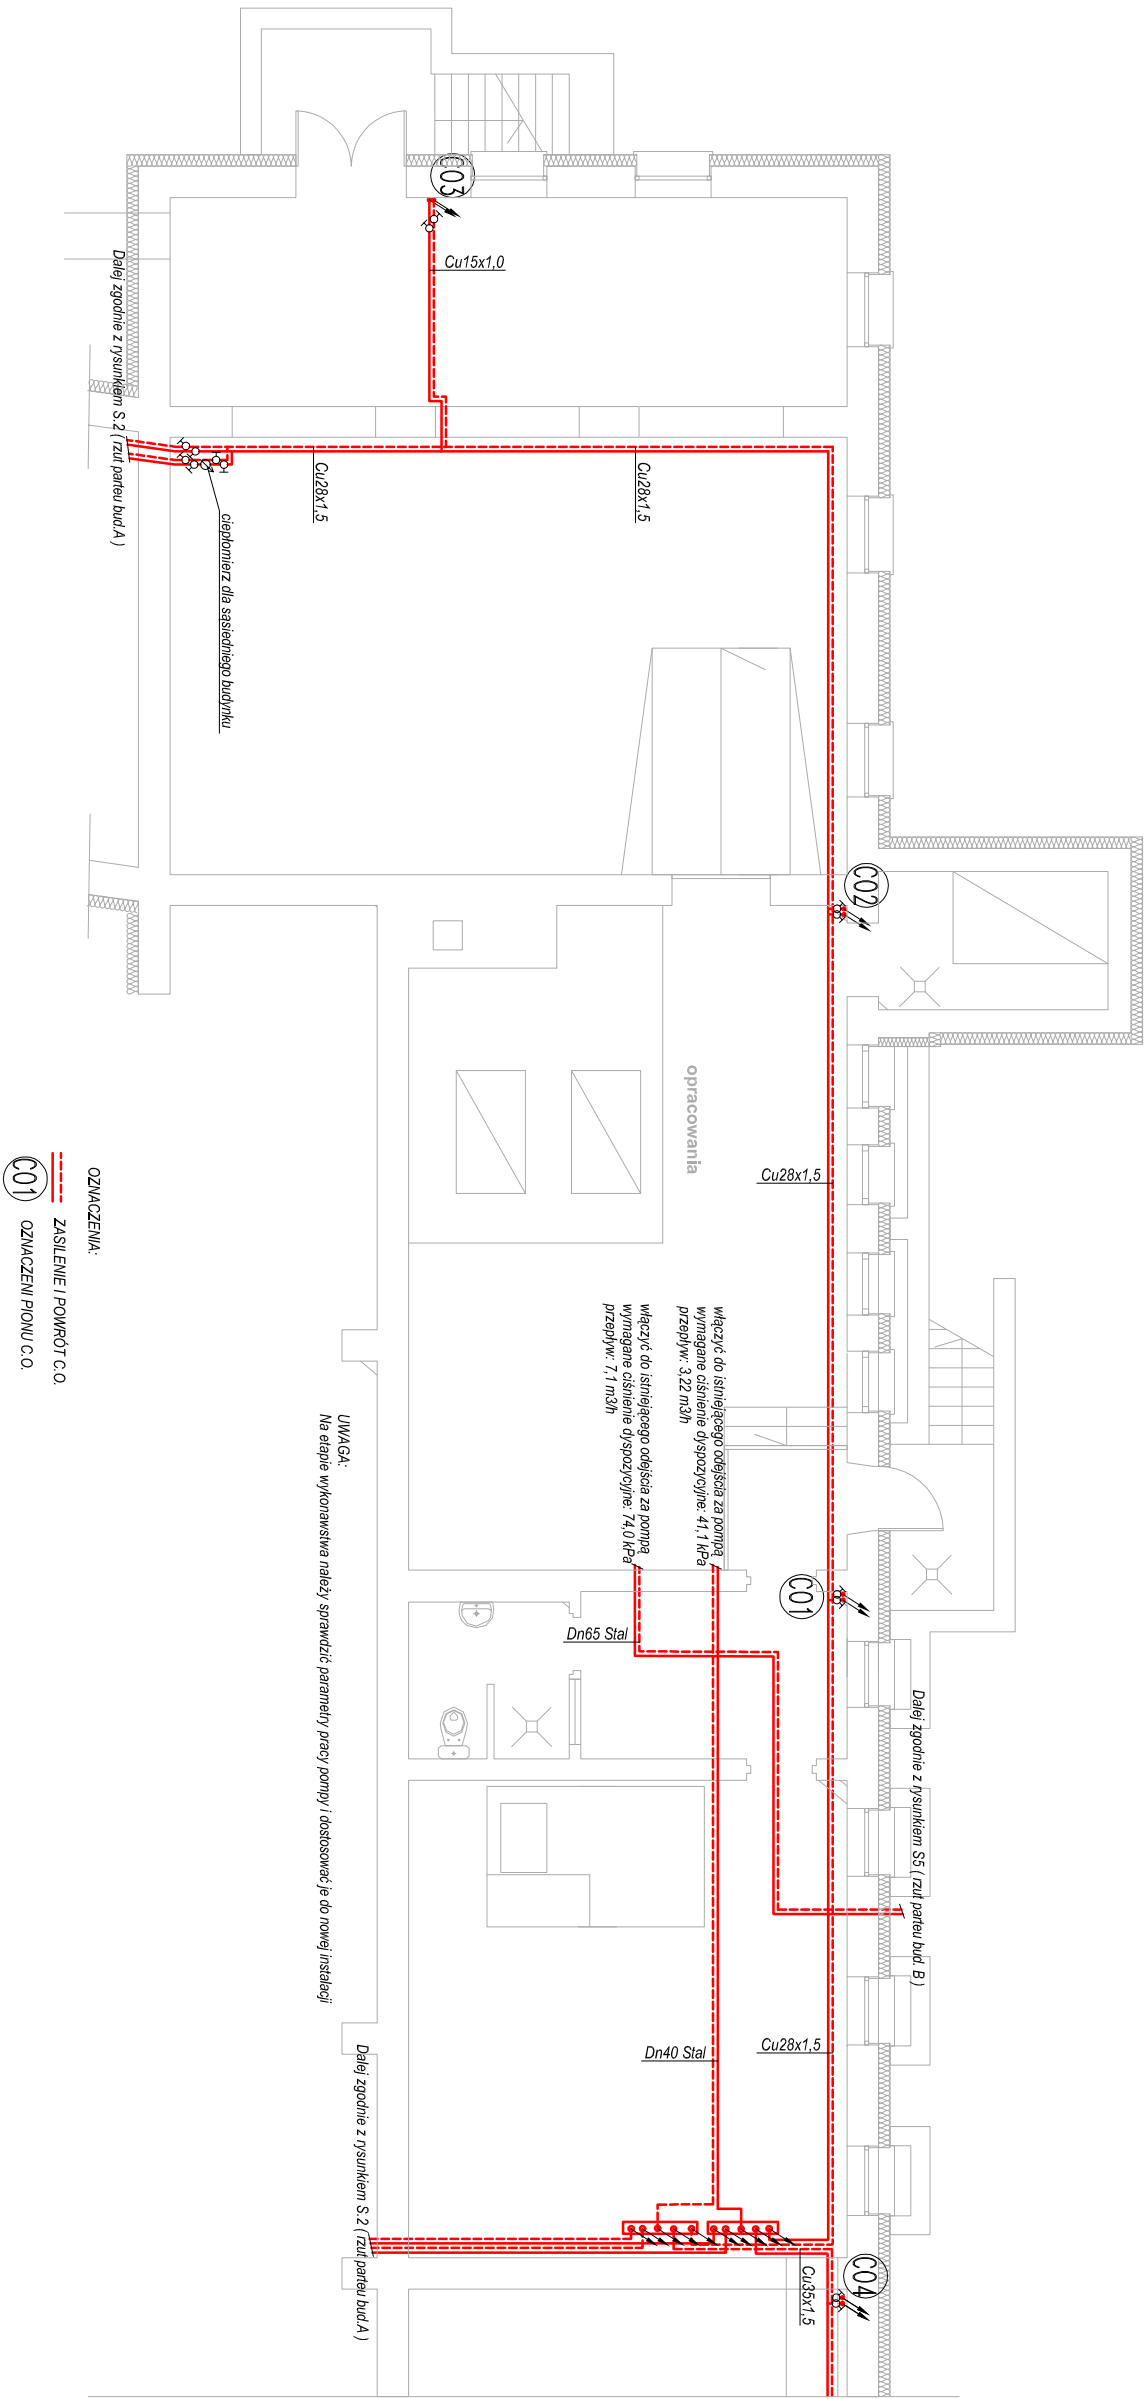 C03
Cu15x1,0
Dalej zgodnie z rysunkiem S.2 ( rzut parteu bud.A )
Cu28x1,5
Cu28x1,5
ciepłomierz dla sąsiedniego budynku
C02
opracowania
Cu28x1,5
włączyć do istniejącego odejścia za pompą
wymagane ciśnienie dyspozycyjne: 41,1 kPa
przepływ: 3,22 m3/h
włączyć do istniejącego odejścia za pompą
wymagane ciśnienie dyspozycyjne: 74,0 kPa
przepływ: 7,1 m3/h
C01
Dn65 Stal
Dalej zgodnie z rysunkiem S5 ( rzut parteu bud. B )
UWAGA:
Na etapie wykonawstwa należy sprawdzić parametry pracy pompy i dostosować je do nowej instalacji
Dn40 Stal
Cu28x1,5
Dalej zgodnie z rysunkiem S.2 ( rzut parteu bud.A )
Cu35x1,5
C04
OZNACZENIA:
ZASILENIE I POWRÓT C.O.
C01
OZNACZENI PIONU C.O.